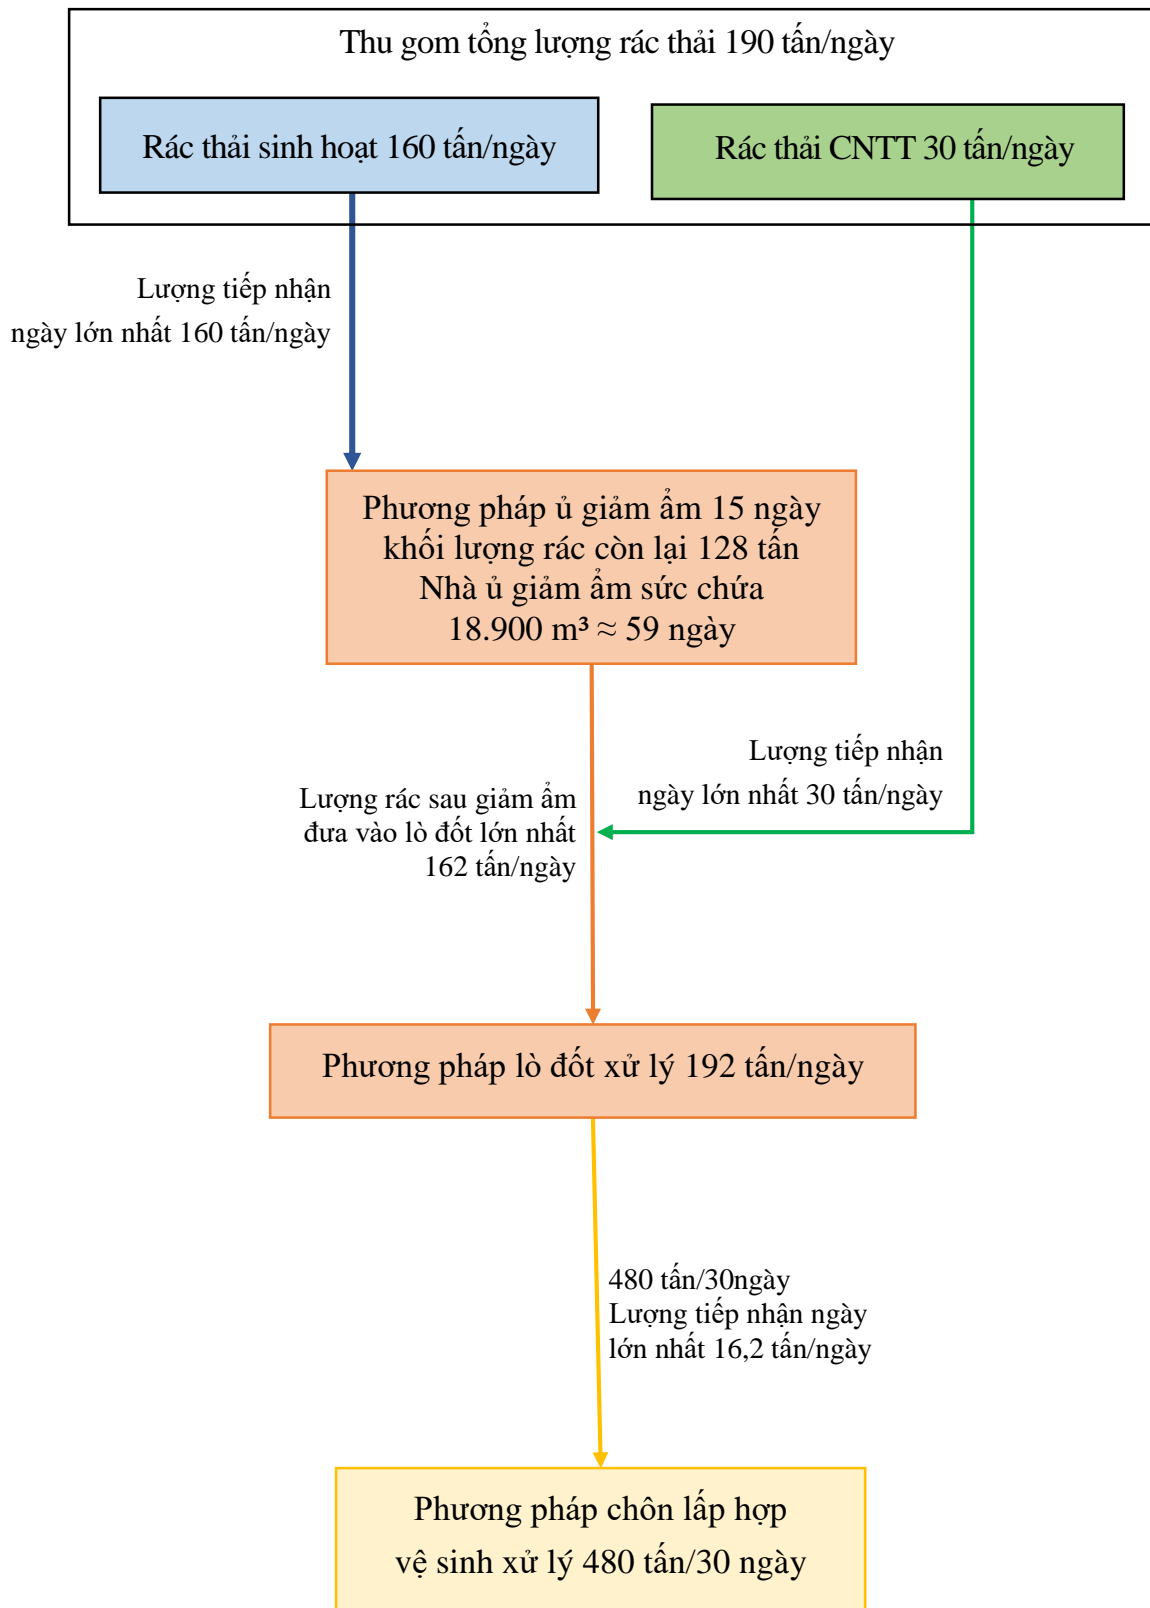 Thu gom tổng lượng rác thải 190 tấn/ngày
Rác thải sinh hoạt 160 tấn/ngày
Rác thải CNTT 30 tấn/ngày
Lượng tiếp nhận
ngày lớn nhất 160 tấn/ngày
Phương pháp ủ giảm ẩm 15 ngày
khối lượng rác còn lại 128 tấn
Nhà ủ giảm ẩm sức chứa
18.900 m³ ≈ 59 ngày
Lượng tiếp nhận
ngày lớn nhất 30 tấn/ngày
Lượng rác sau giảm ẩm
đưa vào lò đốt lớn nhất
162 tấn/ngày
Phương pháp lò đốt xử lý 192 tấn/ngày
480 tấn/30ngày
Lượng tiếp nhận ngày
lớn nhất 16,2 tấn/ngày
Phương pháp chôn lấp hợp
vệ sinh xử lý 480 tấn/30 ngày